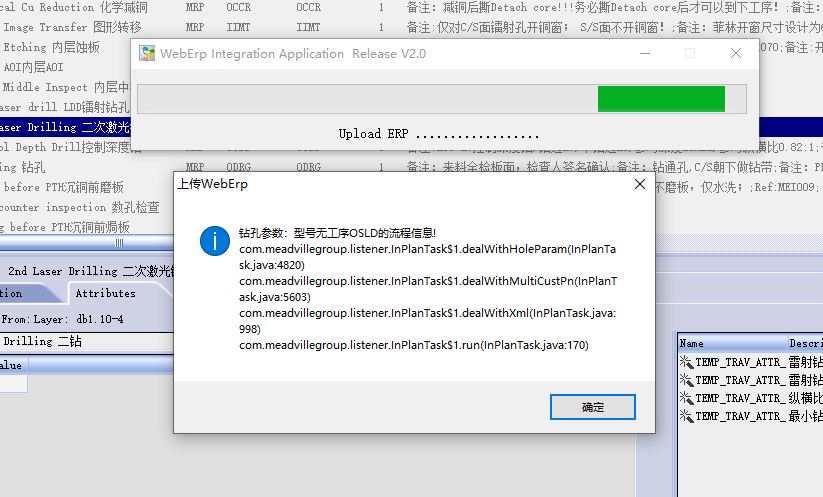 cal Cu Reduction 化学减铜 MRP OCCR OCCR 1 备注：减铜后撕Detach core!!!务必撕Detach core后才可以到下工序！;备注：
Image Transfer 图形转移 MRP IIMT IIMT 1 备注:仅对C/S面镭射孔开铜窗； S/S面不开铜窗！;备注：菲林开窗尺寸设计为6
Etching 内层蚀板
070;备注:开
AOI内层AOI
Middle Inspect 内层中检
aser drill LDD镭射钻孔
aser Drilling 二次激光
ol Depth Drill控制深度钻
0.82:1;
ing 钻孔 MRP ODRG ODRG 1 备注：来料全检板面，检查人签名确认;备注：钻通孔,C/S朝下做钻带;备注：P
before PTH沉铜前磨板
不磨板，仅水洗；;Ref:MEI009;
counter inspection 数孔检查
g before PTH沉铜前焗板
WebErp Integration Application Release V2.0
Upload ERP ..................
上传WebErp
钻孔参数：型号无工序OSLD的流程信息!
com.meadvillegroup.listener.InPlanTask$1.dealWithHoleParam(InPlanTa
sk.java:4820)
com.meadvillegroup.listener.InPlanTask$1.dealWithMultiCustPn(InPlanT
ask.java:5603)
com.meadvillegroup.listener.InPlanTask$1.dealWithXml(InPlanTask.java:
998)
com.meadvillegroup.listener.InPlanTask$1.run(InPlanTask.java:170)
确定
2nd Laser Drilling 二次激光
tion Attributes
From:Layer: db1.10-4
Drilling 二钻
alue
Name Descri
TEMP_TRAV_ATTR_ 雷射钻
TEMP_TRAV_ATTR_ 雷射钻
TEMP_TRAV_ATTR_ 纵横比
TEMP_TRAV_ATTR_ 最小钻